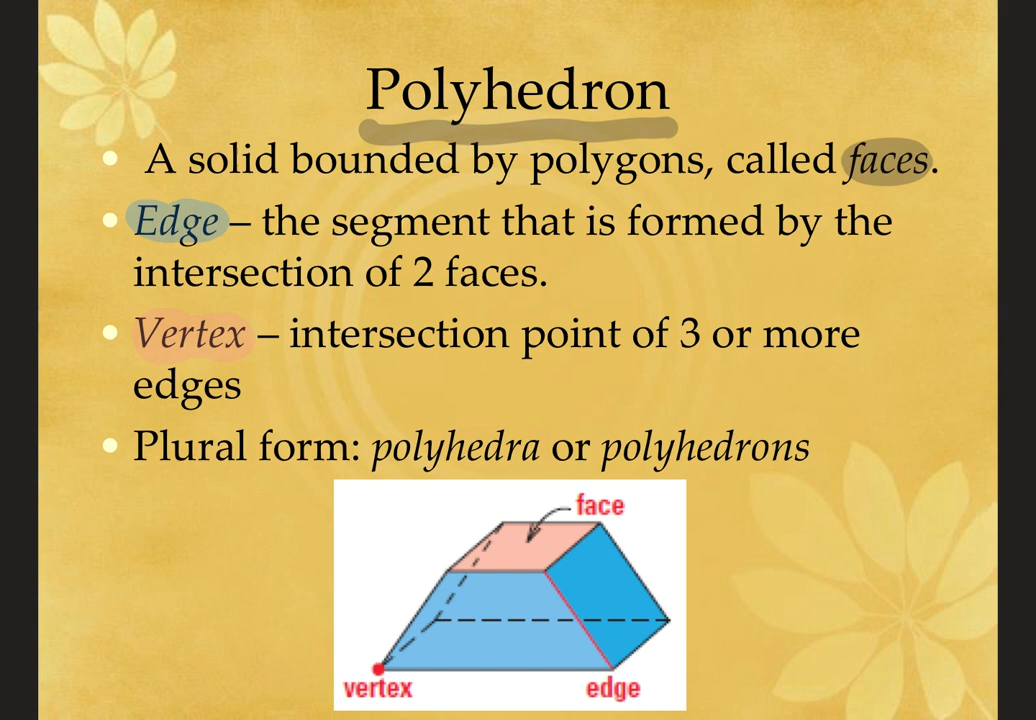 Polyhedron
• A solid bounded by polygons, called faces.
• Edge – the segment that is formed by the
intersection of 2 faces.
• Vertex – intersection point of 3 or more
edges
• Plural form: polyhedra or polyhedrons
face
vertex
edge